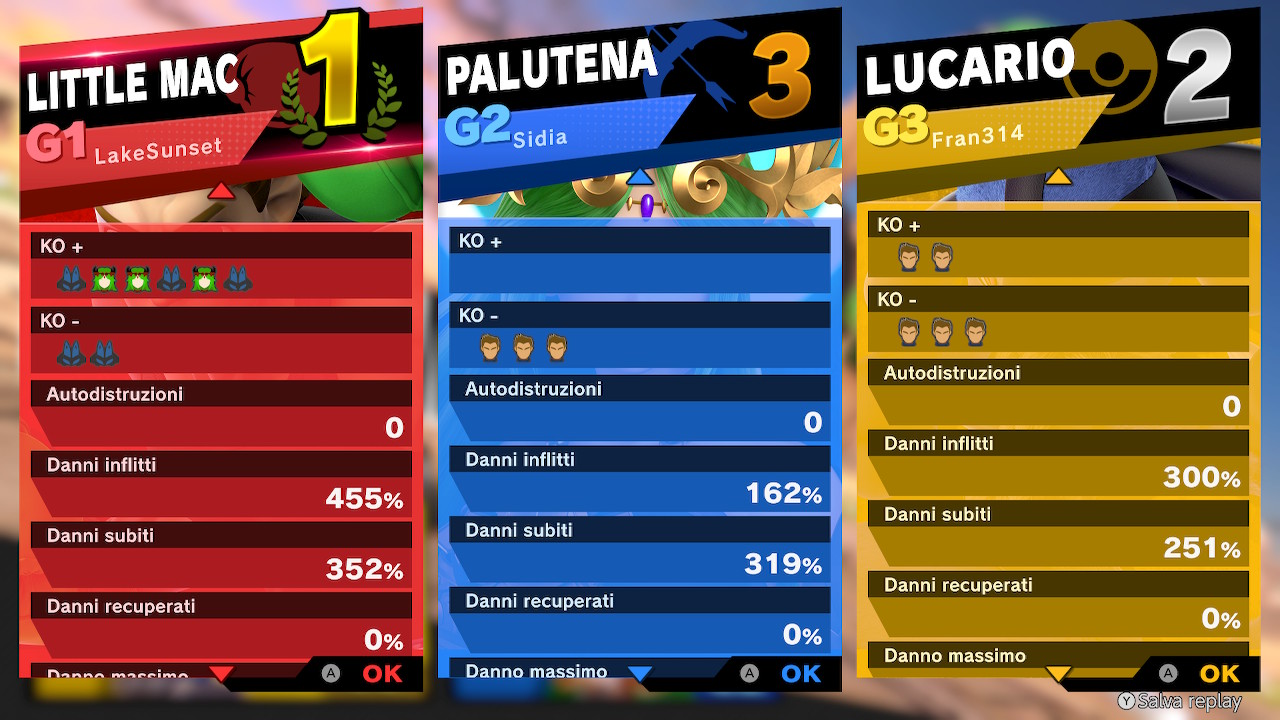 LITTLE MAC 1
G1 LakeSunset
KO +
KO -
Autodistruzioni
0
Danni inflitti
455%
Danni subiti
352%
Danni recuperati
0%
Danno massimo
A OK
PALUTENA 3
G2 Sidia
KO +
KO -
Autodistruzioni
0
Danni inflitti
162%
Danni subiti
319%
Danni recuperati
0%
Danno massimo
A OK
LUCARIO 2
G3 Fran314
KO +
KO -
Autodistruzioni
0
Danni inflitti
300%
Danni subiti
251%
Danni recuperati
0%
Danno massimo
A OK
Y Salva replay